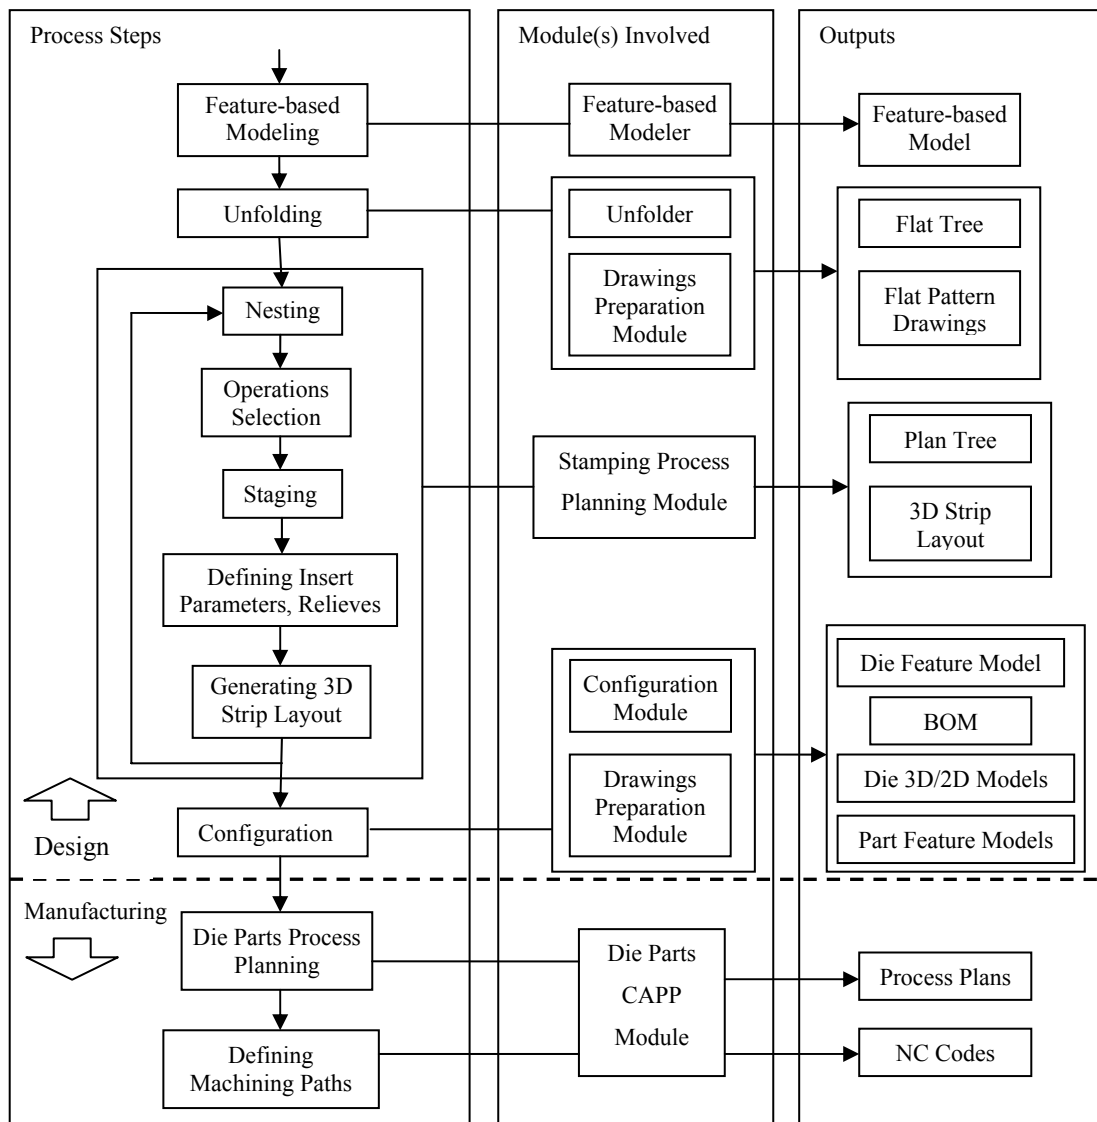 Process Steps
Module(s) Involved
Outputs
Feature-based
Modeling
Feature-based
Modeler
Feature-based
Model
Unfolding
Unfolder
Drawings
Preparation
Module
Flat Tree
Flat Pattern
Drawings
Nesting
Operations
Selection
Staging
Defining Insert
Parameters, Relieves
Generating 3D
Strip Layout
Stamping Process
Planning Module
Plan Tree
3D Strip
Layout
Configuration
Configuration
Module
Drawings
Preparation
Module
Die Feature Model
BOM
Die 3D/2D Models
Part Feature Models
Design
Manufacturing
Die Parts Process
Planning
Defining
Machining Paths
Die Parts
CAPP
Module
Process Plans
NC Codes